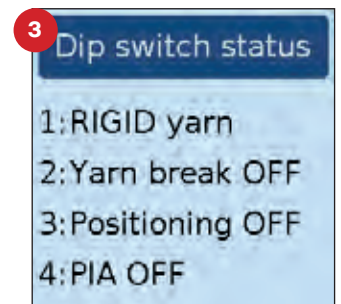 3
Dip switch status
1:RIGID yarn
2:Yarn break OFF
3:Positioning OFF
4:PIA OFF